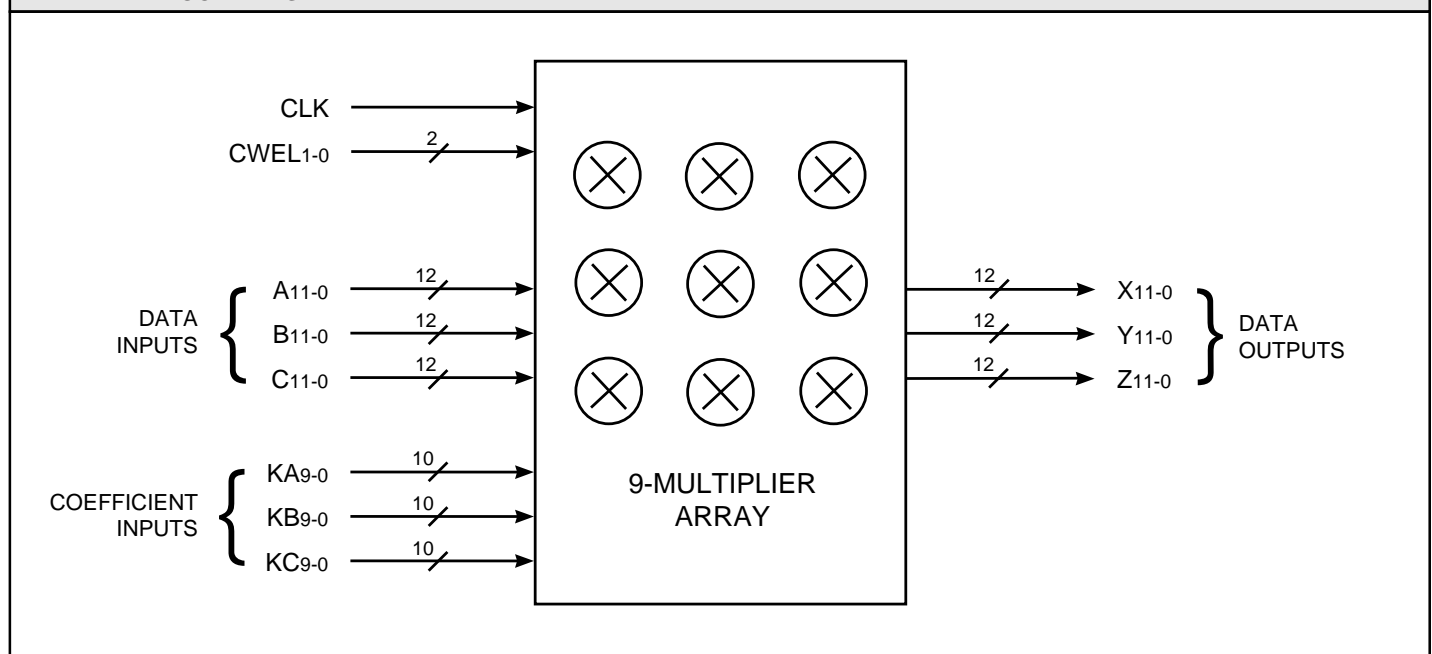 CLK
CWEL1-0
2
DATA
INPUTS
A11-0
12
B11-0
12
C11-0
12
COEFFICIENT
INPUTS
KA9-0
10
KB9-0
10
KC9-0
10
9-MULTIPLIER
ARRAY
12
X11-0
12
Y11-0
12
Z11-0
DATA
OUTPUTS